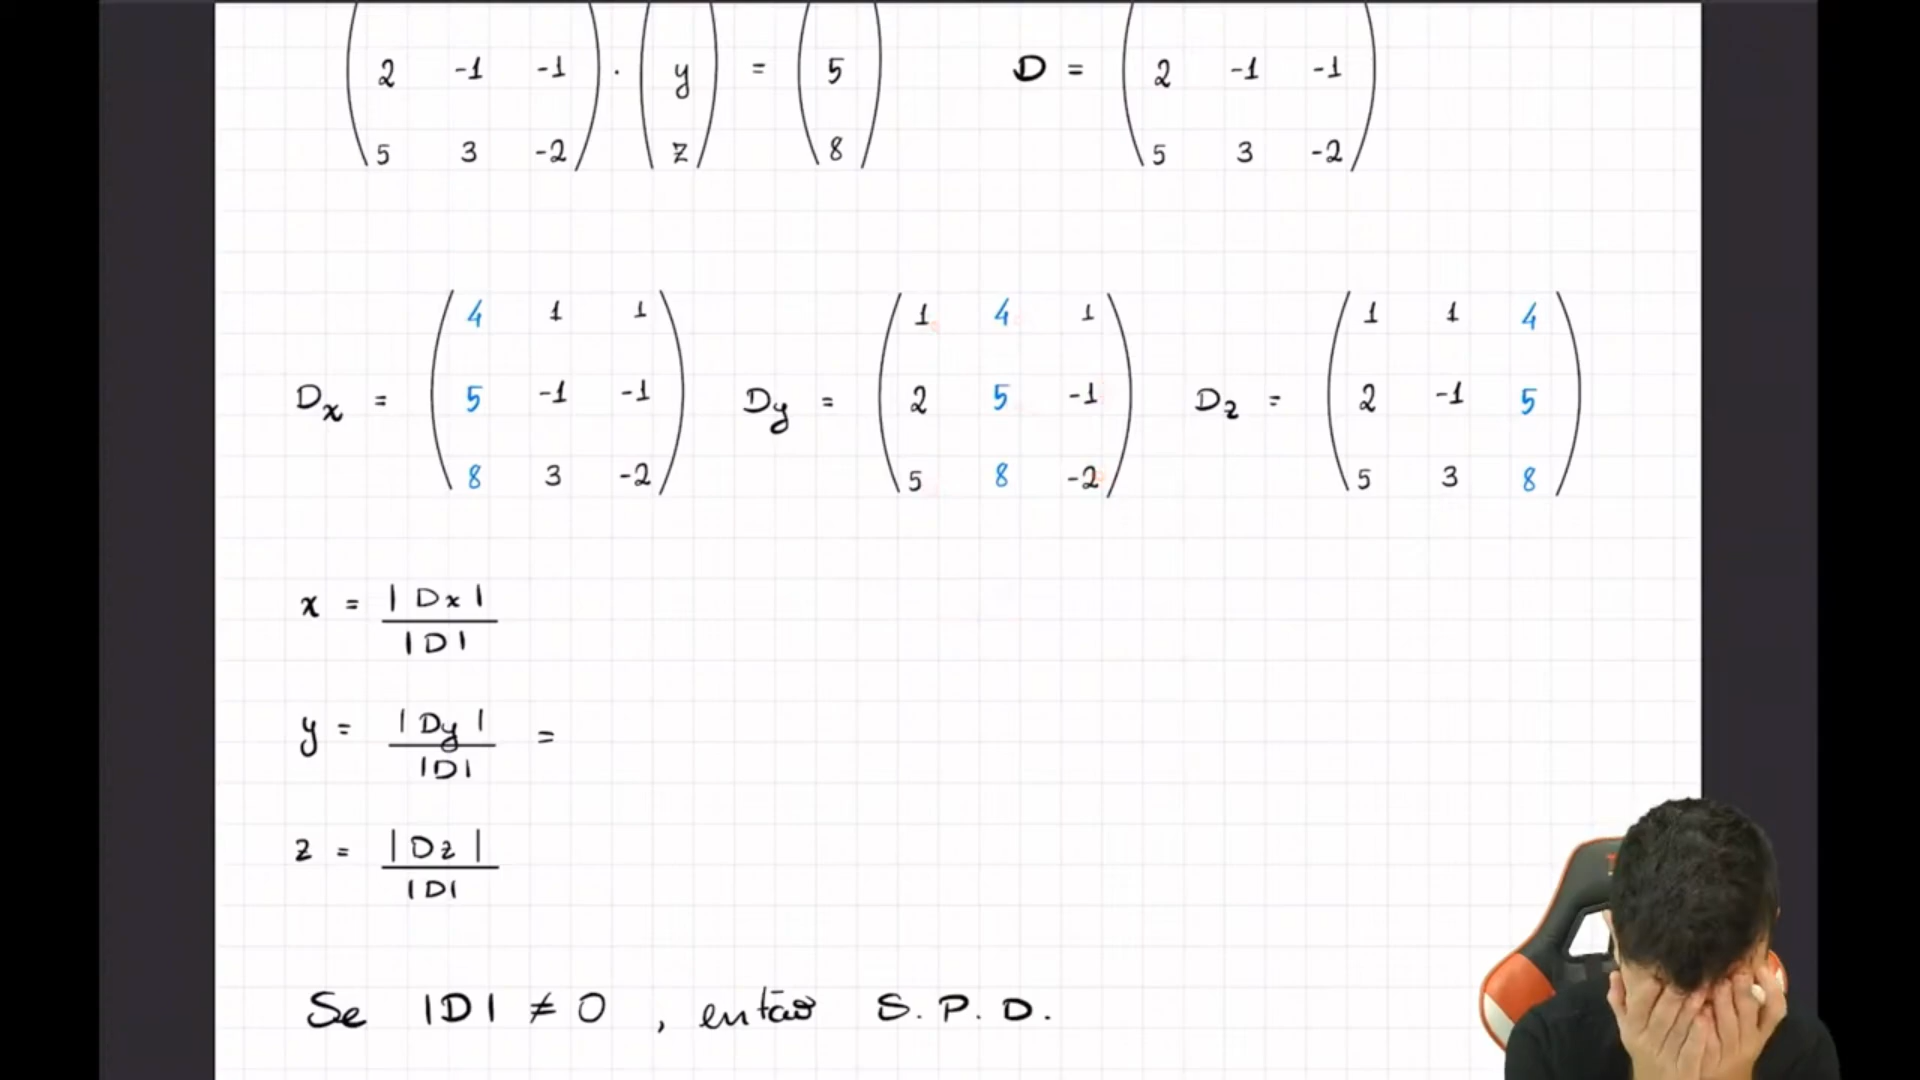 2 -1 -1 · y = 5 D = 2 -1 -1
5 3 -2 z 8 5 3 -2
4 1 1 1 4 1 1 1 4
Dx = 5 -1 -1 Dy = 2 5 -1 Dz = 2 -1 5
8 3 -2 5 8 -2 5 3 8
x = |Dx|
|D|
y = |Dy| =
|D|
z = |Dz|
|D|
Se |D| ≠ 0 , então S.P.D.